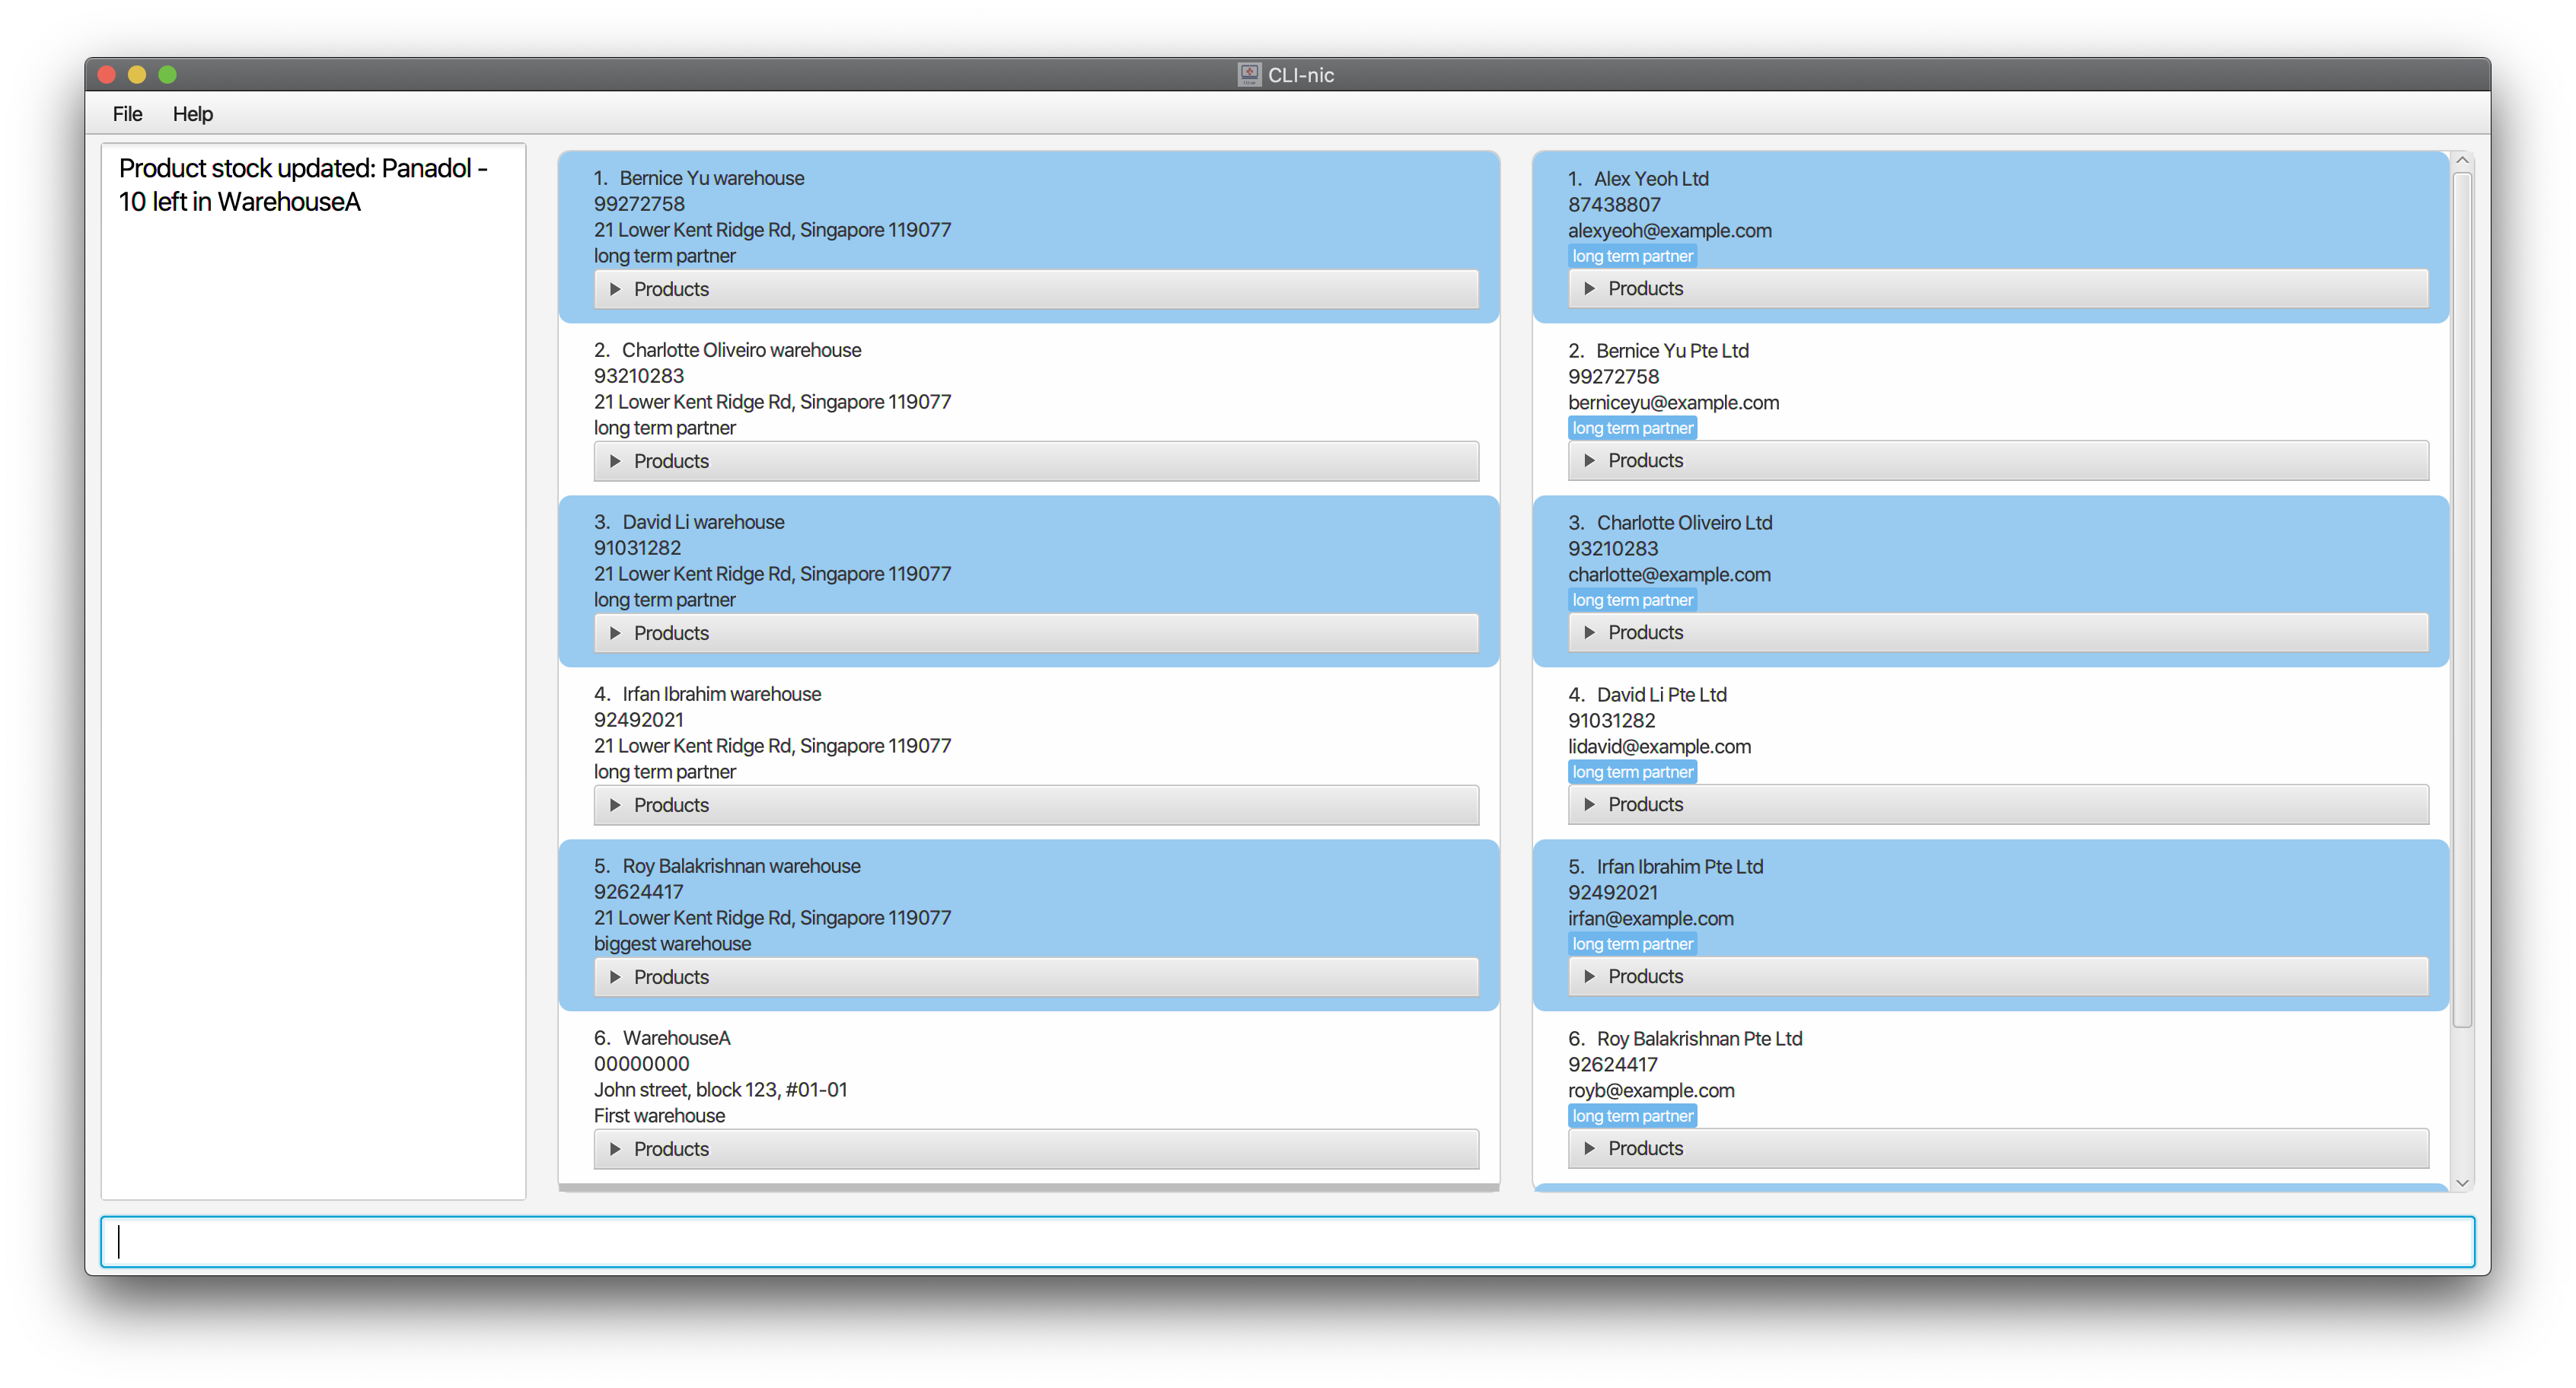 CLI-nic
File Help
Product stock updated: Panadol -
10 left in WarehouseA
1. Bernice Yu warehouse
99272758
21 Lower Kent Ridge Rd, Singapore 119077
long term partner
Products
2. Charlotte Oliveiro warehouse
93210283
21 Lower Kent Ridge Rd, Singapore 119077
long term partner
Products
3. David Li warehouse
91031282
21 Lower Kent Ridge Rd, Singapore 119077
long term partner
Products
4. Irfan Ibrahim warehouse
92492021
21 Lower Kent Ridge Rd, Singapore 119077
long term partner
Products
5. Roy Balakrishnan warehouse
92624417
21 Lower Kent Ridge Rd, Singapore 119077
biggest warehouse
Products
6. WarehouseA
00000000
John street, block 123, #01-01
First warehouse
Products
1. Alex Yeoh Ltd
87438807
alexyeoh@example.com
long term partner
Products
2. Bernice Yu Pte Ltd
99272758
berniceyu@example.com
long term partner
Products
3. Charlotte Oliveiro Ltd
93210283
charlotte@example.com
long term partner
Products
4. David Li Pte Ltd
91031282
lidavid@example.com
long term partner
Products
5. Irfan Ibrahim Pte Ltd
92492021
irfan@example.com
long term partner
Products
6. Roy Balakrishnan Pte Ltd
92624417
royb@example.com
long term partner
Products